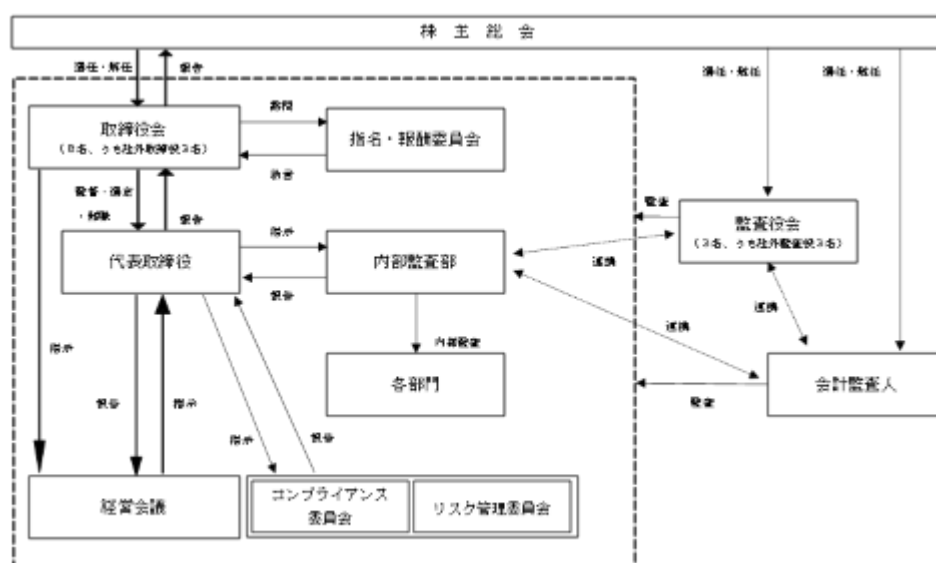 株主総会
選任・解任
報告
選任・解任
選任・解任
取締役会
諮問
指名・報酬委員会
答申
監督・選定
・解職
報告
監査
監査役会
代表取締役
指示
内部監査部
報告
連携
連携
連携
内部監査
各部門
会計監査人
監査
指示
報告
指示
指示
報告
経営会議
コンプライアンス
委員会
リスク管理委員会